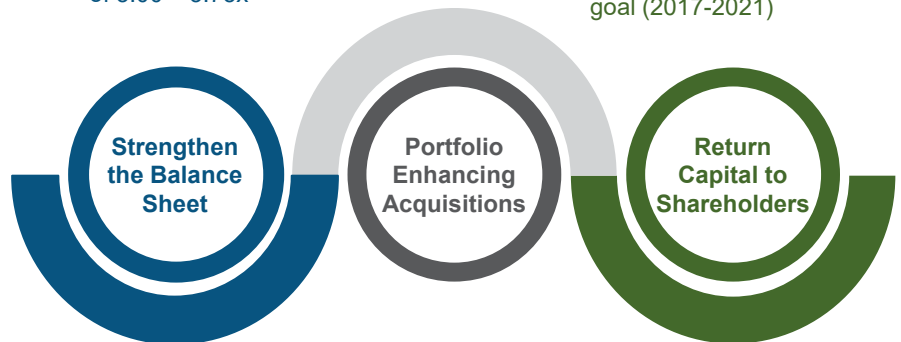 goal (2017-2021)
Strengthen
the Balance
Sheet
Portfolio
Enhancing
Acquisitions
Return
Capital to
Shareholders